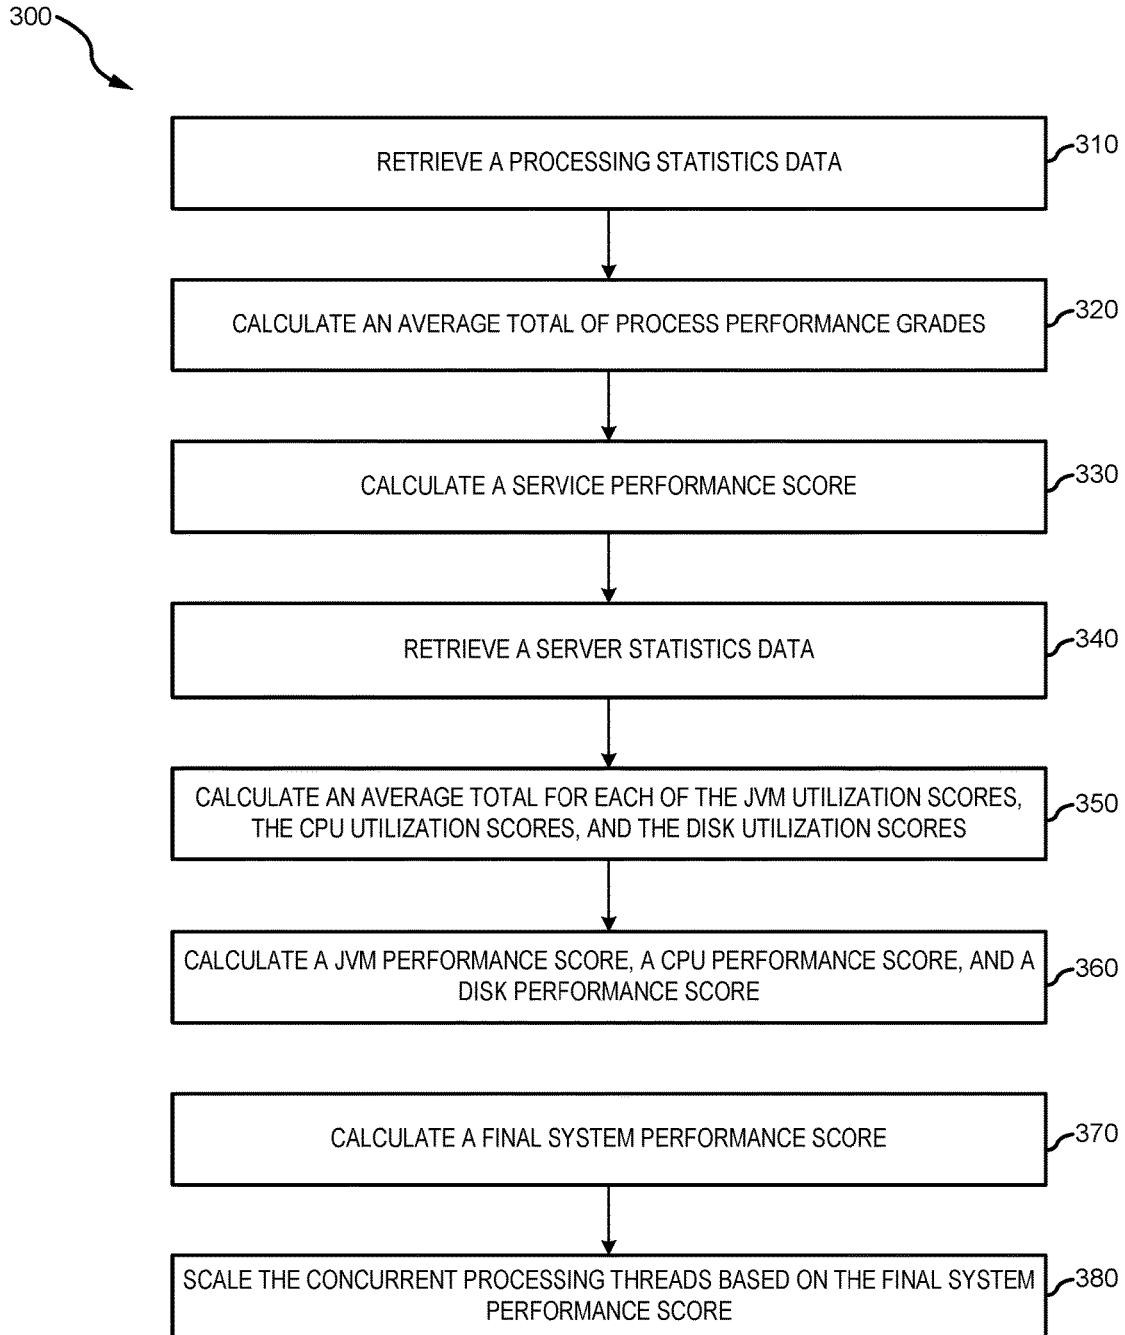 300
RETRIEVE A PROCESSING STATISTICS DATA
310
CALCULATE AN AVERAGE TOTAL OF PROCESS PERFORMANCE GRADES
320
CALCULATE A SERVICE PERFORMANCE SCORE
330
RETRIEVE A SERVER STATISTICS DATA
340
CALCULATE AN AVERAGE TOTAL FOR EACH OF THE JVM UTILIZATION SCORES,
THE CPU UTILIZATION SCORES, AND THE DISK UTILIZATION SCORES
350
CALCULATE A JVM PERFORMANCE SCORE, A CPU PERFORMANCE SCORE, AND A
DISK PERFORMANCE SCORE
360
CALCULATE A FINAL SYSTEM PERFORMANCE SCORE
370
SCALE THE CONCURRENT PROCESSING THREADS BASED ON THE FINAL SYSTEM
PERFORMANCE SCORE
380